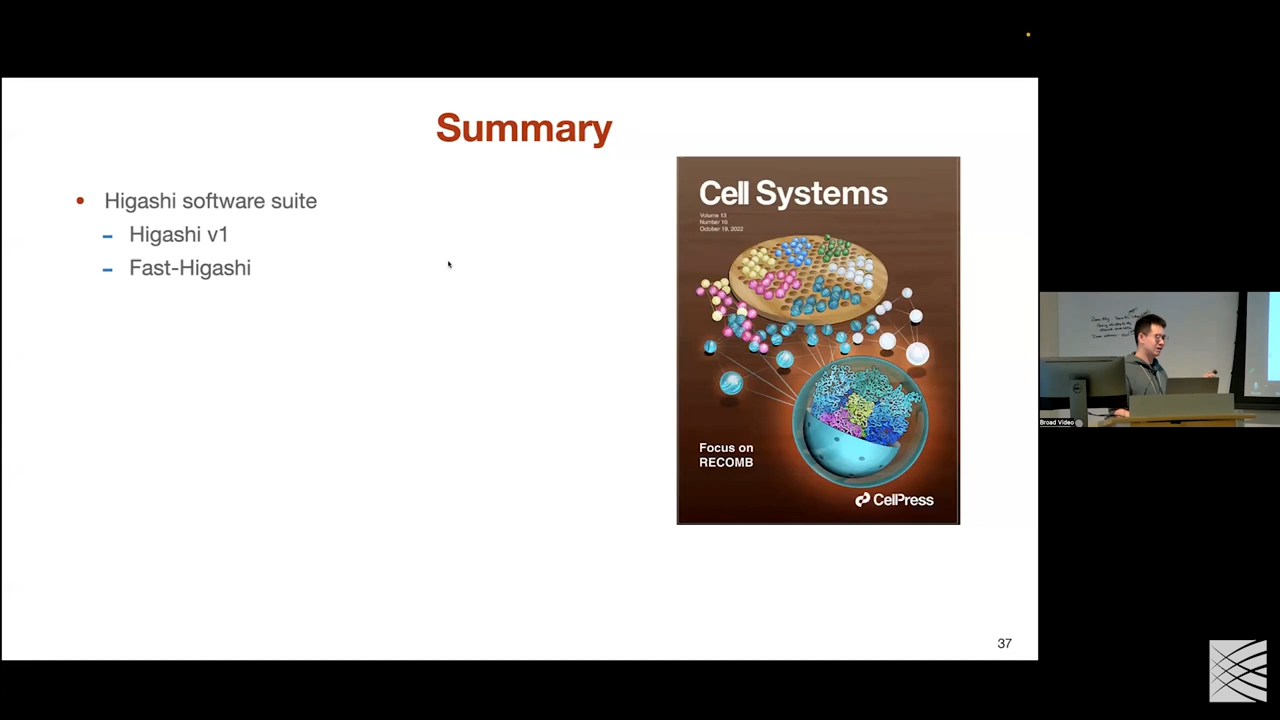 Summary
• Higashi software suite
– Higashi v1
– Fast-Higashi
Cell Systems
Volume 13
Number 10
October 19, 2022
Focus on
RECOMB
CellPress
37
Broad Video